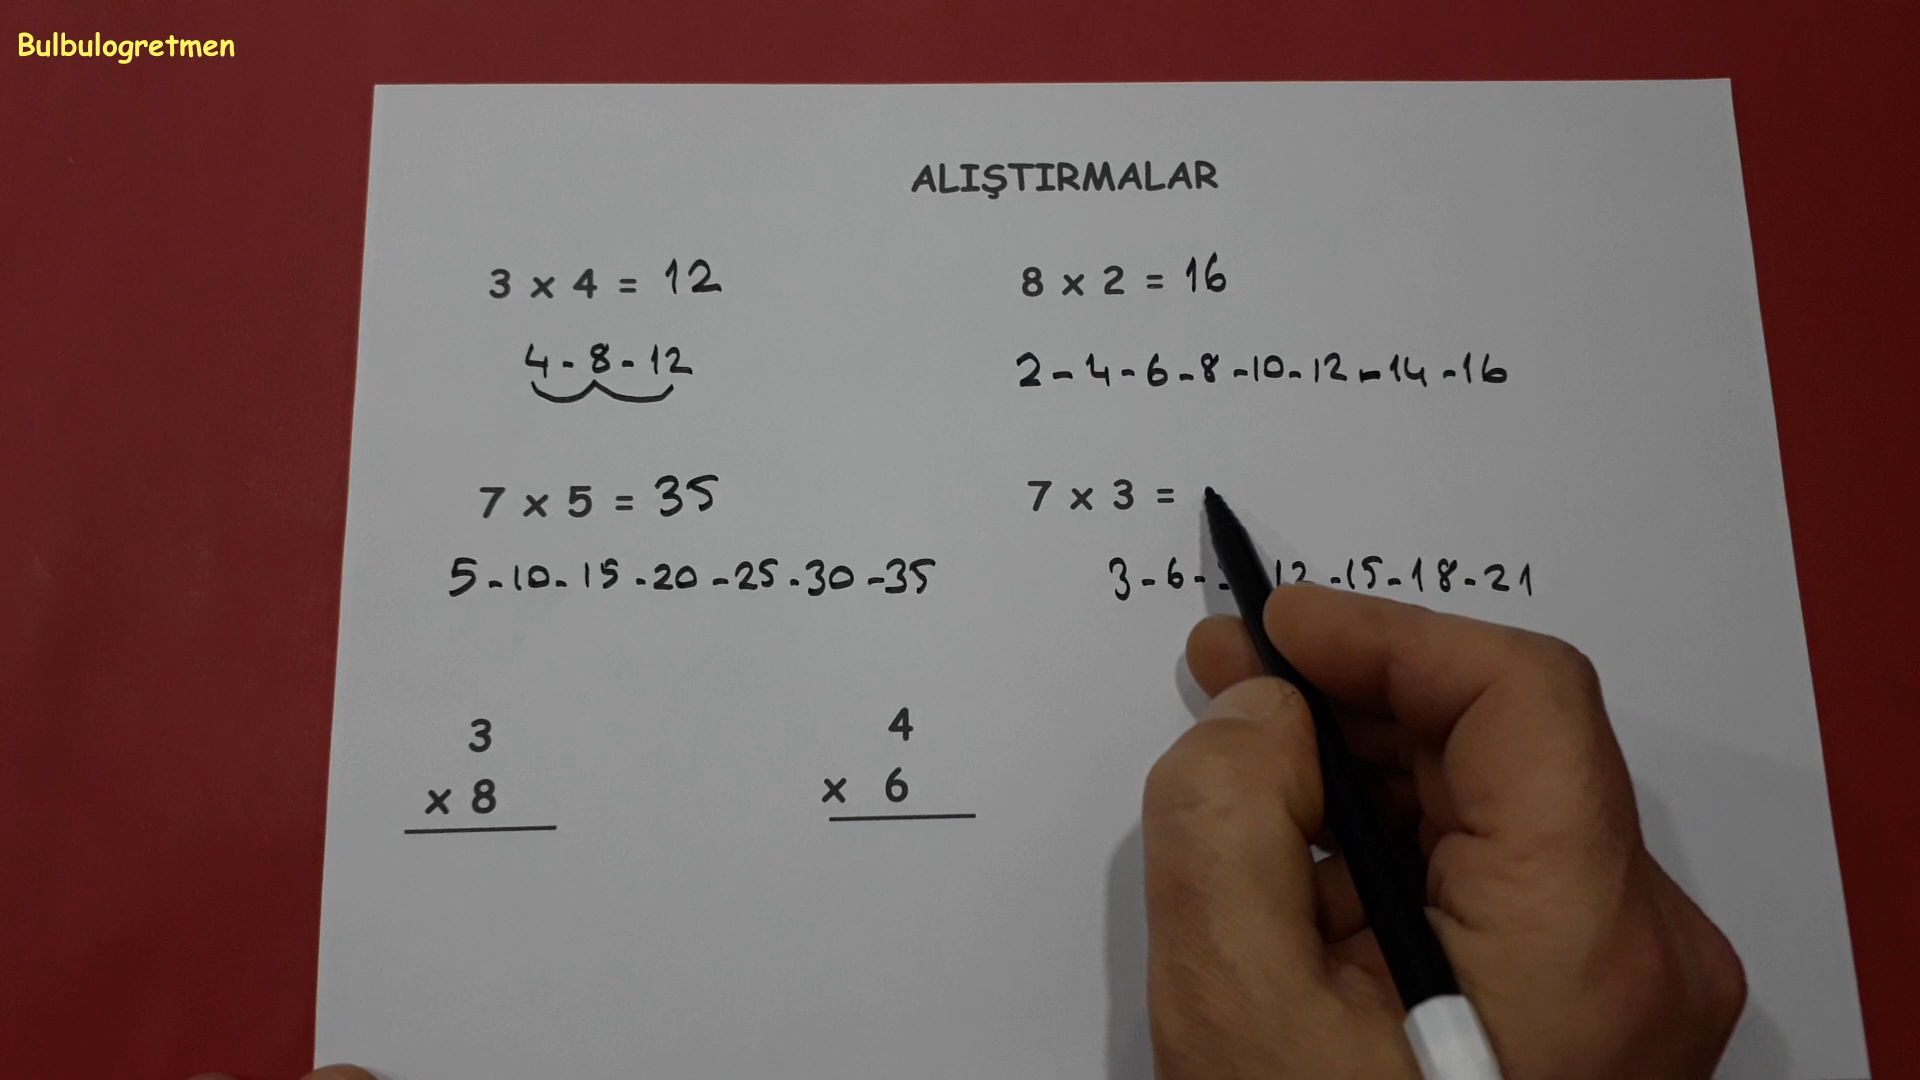 Bulbulogretmen
ALIŞTIRMALAR
3 x 4 = 12
4 - 8 - 12
8 x 2 = 16
2 - 4 - 6 - 8 - 10 - 12 - 14 - 16
7 x 5 = 35
5 - 10 - 15 - 20 - 25 - 30 - 35
7 x 3 =
3 - 6 - 12 - 15 - 18 - 21
3
x 8
4
x 6